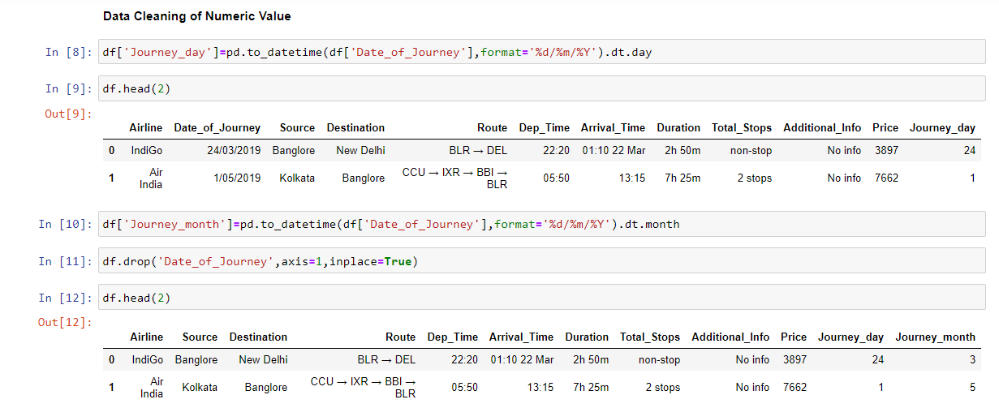 Data Cleaning of Numeric Value
In [8]: df['Journey_day']=pd.to_datetime(df['Date_of_Journey'],format='%d/%m/%Y').dt.day
In [9]: df.head(2)
Out[9]:
Airline Date_of_Journey Source Destination Route Dep_Time Arrival_Time Duration Total_Stops Additional_Info Price Journey_day
0 IndiGo 24/03/2019 Banglore New Delhi BLR → DEL 22:20 01:10 22 Mar 2h 50m non-stop No info 3897 24
1 Air India 1/05/2019 Kolkata Banglore CCU → IXR → BBI → BLR 05:50 13:15 7h 25m 2 stops No info 7662 1
In [10]: df['Journey_month']=pd.to_datetime(df['Date_of_Journey'],format='%d/%m/%Y').dt.month
In [11]: df.drop('Date_of_Journey',axis=1,inplace=True)
In [12]: df.head(2)
Out[12]:
Airline Source Destination Route Dep_Time Arrival_Time Duration Total_Stops Additional_Info Price Journey_day Journey_month
0 IndiGo Banglore New Delhi BLR → DEL 22:20 01:10 22 Mar 2h 50m non-stop No info 3897 24 3
1 Air India Kolkata Banglore CCU → IXR → BBI → BLR 05:50 13:15 7h 25m 2 stops No info 7662 1 5